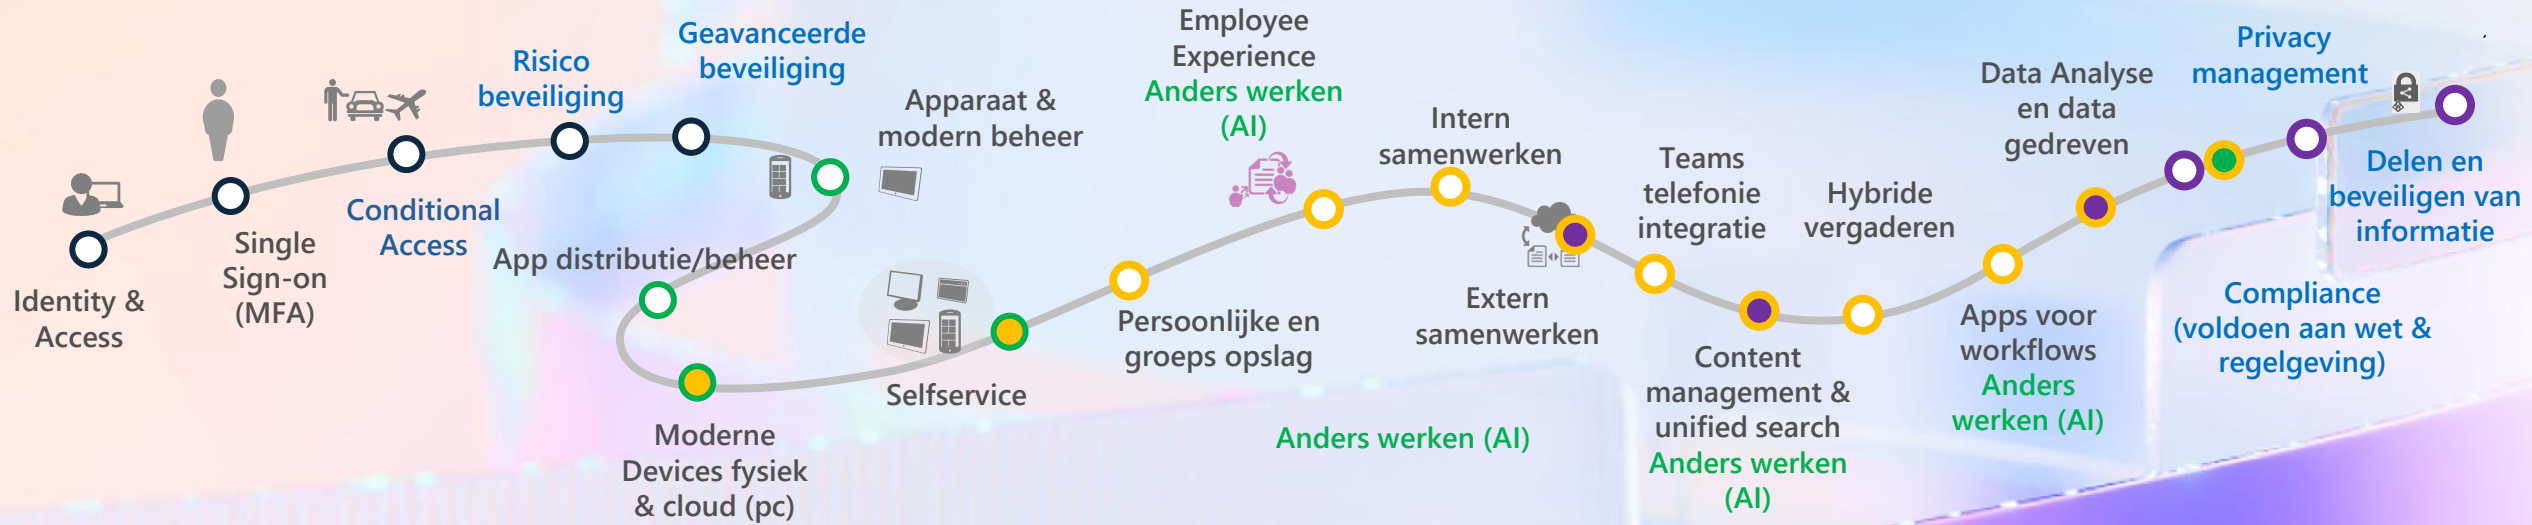 Identity &
Access
Single
Sign-on
(MFA)
Conditional
Access
Risico
beveiliging
Geavanceerde
beveiliging
Apparaat &
modern beheer
App distributie/beheer
Moderne
Devices fysiek
& cloud (pc)
Selfservice
Persoonlijke en
groeps opslag
Employee
Experience
Anders werken
(AI)
Intern
samenwerken
Anders werken (AI)
Extern
samenwerken
Teams
telefonie
integratie
Content
management &
unified search
Anders werken
(AI)
Hybride
vergaderen
Apps voor
workflows
Anders
werken (AI)
Data Analyse
en data
gedreven
Privacy
management
Delen en
beveiligen van
informatie
Compliance
(voldoen aan wet &
regelgeving)